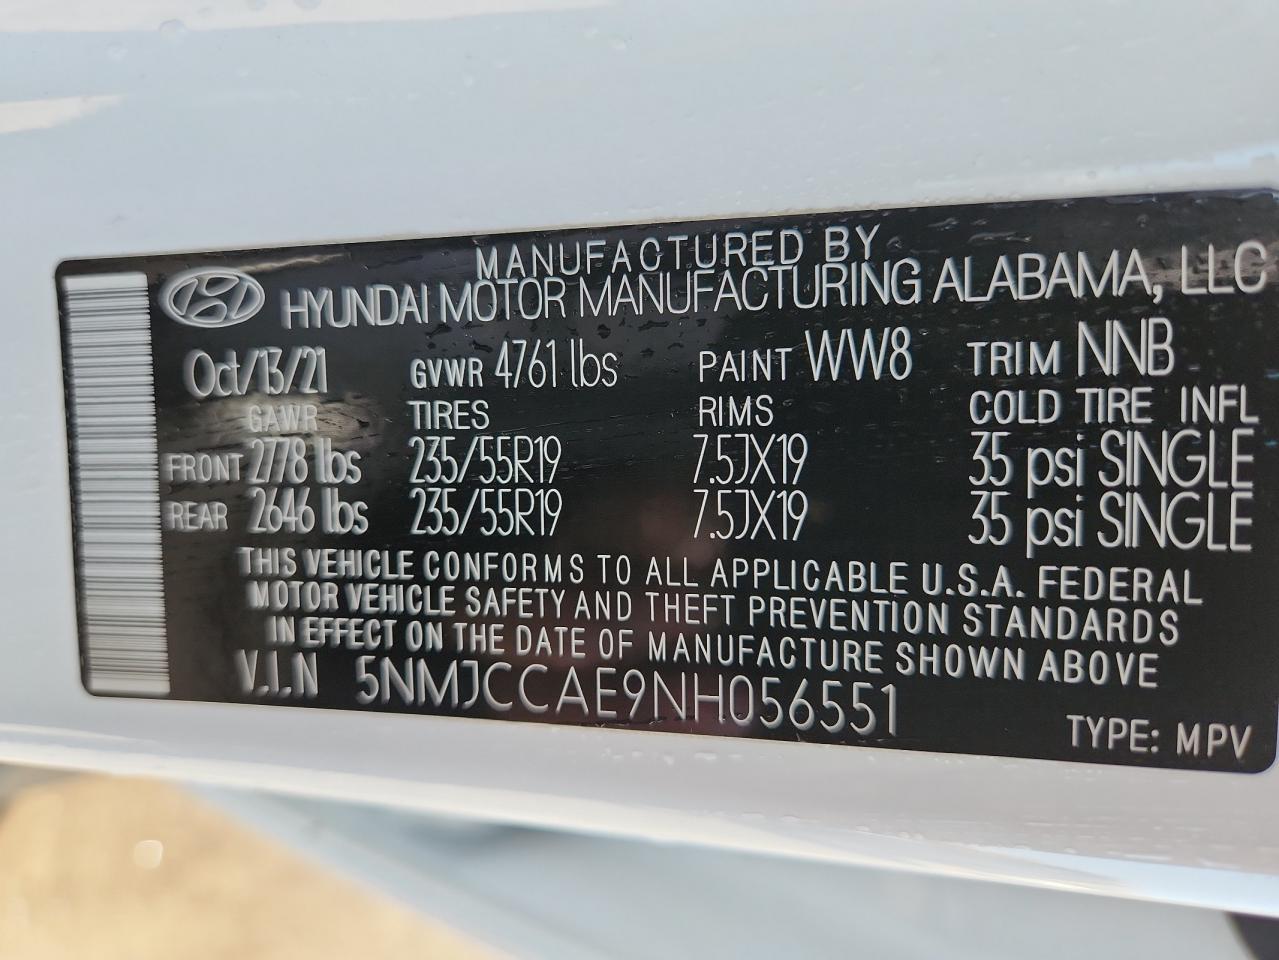 MANUFACTURED BY
HYUNDAI MOTOR MANUFACTURING ALABAMA, LLC
Oct/13/21 GVWR 4761 lbs PAINT WW8 TRIM NNB
GAWR TIRES RIMS COLD TIRE INFL
FRONT 2778 lbs 235/55R19 7.5JX19 35 psi SINGLE
REAR 2646 lbs 235/55R19 7.5JX19 35 psi SINGLE
THIS VEHICLE CONFORMS TO ALL APPLICABLE U.S.A. FEDERAL
MOTOR VEHICLE SAFETY AND THEFT PREVENTION STANDARDS
IN EFFECT ON THE DATE OF MANUFACTURE SHOWN ABOVE
V.I.N 5NMJCCAE9NH056551
TYPE: MPV